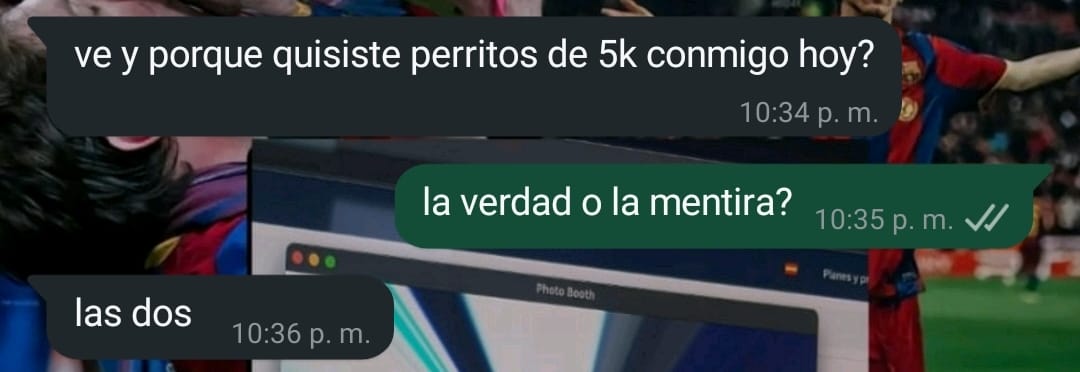 ve y porque quisiste perritos de 5k conmigo hoy?
10:34 p. m.
la verdad o la mentira?
10:35 p. m.
Planes y
Photo Booth
las dos
10:36 p. m.